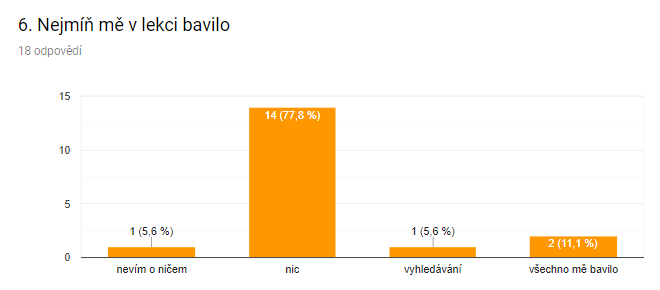 6. Nejmíň mě v lekci bavilo
18 odpovědí
15
10
5
0
1 (5,6 %)
14 (77,8 %)
1 (5,6 %)
2 (11,1 %)
nevím o ničem
nic
vyhledávání
všechno mě bavilo